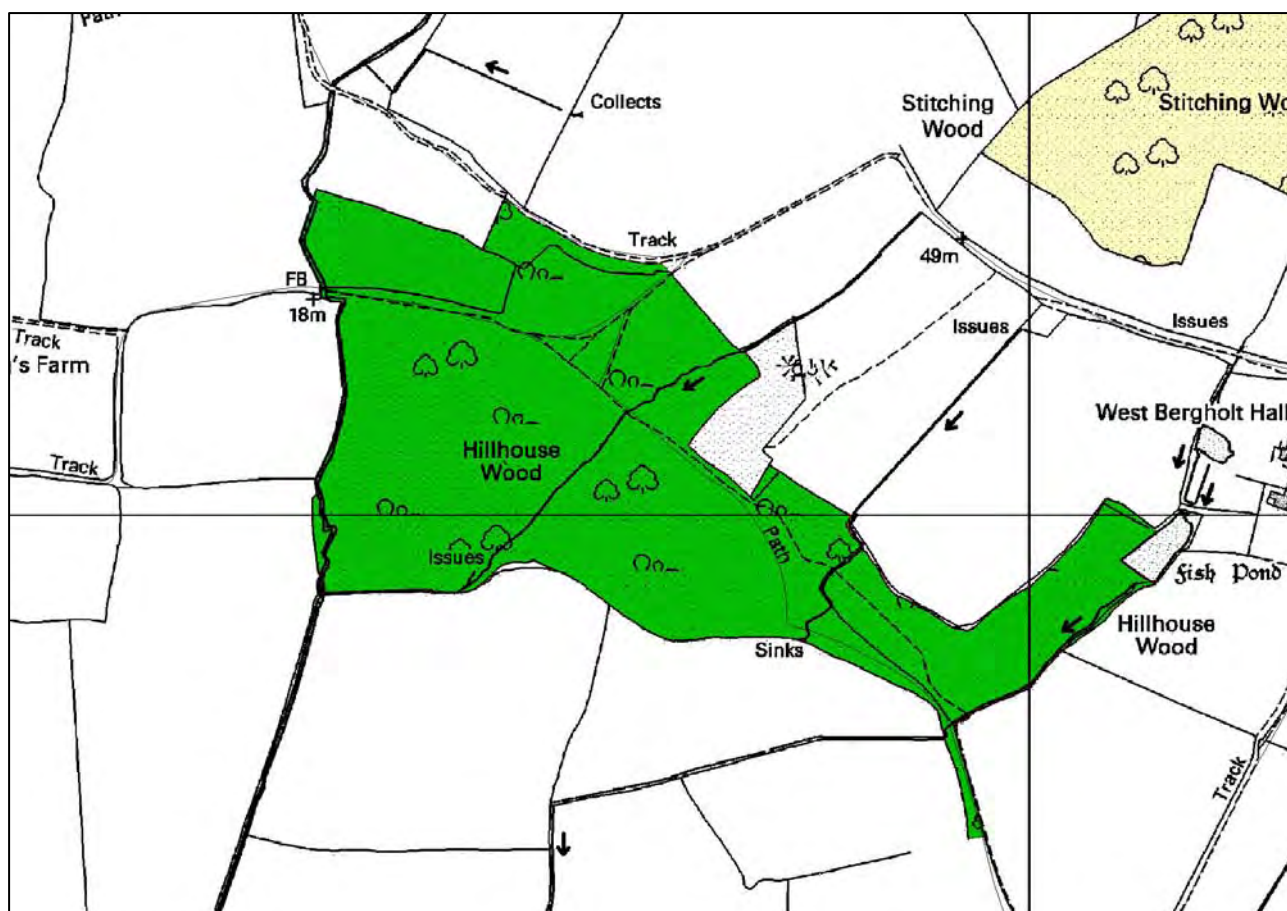 Path
Collects
Stitching
Wood
Stitching Wo
Track
49m
FB
18m
Issues
Issues
Track
's Farm
West Bergholt Hall
Track
Hillhouse
Wood
Path
Issues
Fish Pond
Hillhouse
Wood
Sinks
Track